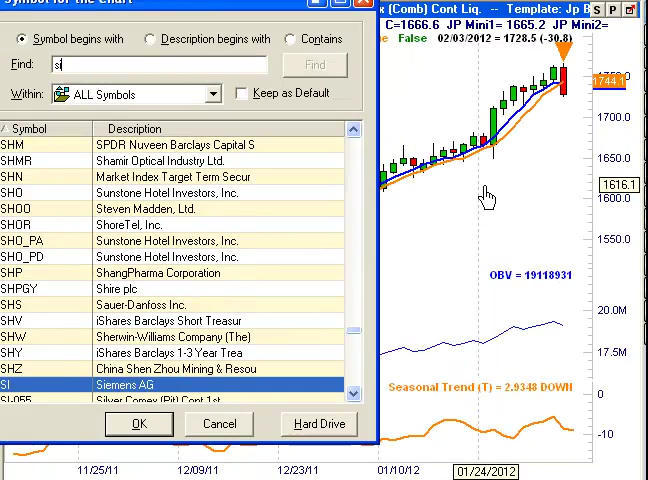 Symbol for the Chart
x (Comb) Cont Liq. -- Template: Jp B
S P
C=1666.6 JP Mini1= 1665.2 JP Mini2=
False 02/03/2012 = 1728.5 (-30.8)
Symbol begins with
Description begins with
Contains
Find: si
Find
Within: ALL Symbols
Keep as Default
Symbol Description
SHM SPDR Nuveen Barclays Capital S
SHMR Shamir Optical Industry Ltd.
SHN Market Index Target Term Secur
SHO Sunstone Hotel Investors, Inc.
SHOO Steven Madden, Ltd.
SHOR ShoreTel, Inc.
SHO_PA Sunstone Hotel Investors, Inc.
SHO_PD Sunstone Hotel Investors, Inc.
SHP ShangPharma Corporation
SHPGY Shire plc
SHS Sauer-Danfoss Inc.
SHV iShares Barclays Short Treasur
SHW Sherwin-Williams Company (The)
SHY iShares Barclays 1-3 Year Trea
SHZ China Shen Zhou Mining & Resou
SI Siemens AG
SI-055 Silver Comex (Pit) Cont 1st
OK
Cancel
Hard Drive
1744.1
1700.0
1650.0
1616.1
1600.0
1550.0
OBV = 19118931
20.0M
17.5M
Seasonal Trend (T) = 2.9348 DOWN
0
-10
11/25/11
12/09/11
12/23/11
01/10/12
01/24/2012